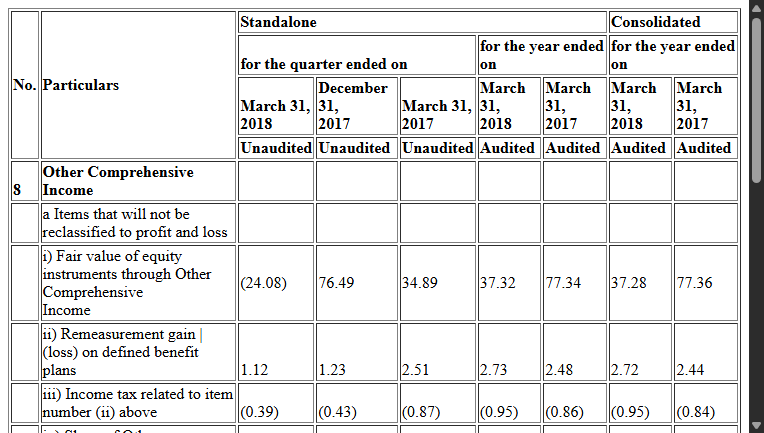 Standalone Consolidated
No. Particulars for the quarter ended on for the year ended on for the year ended on
March 31, 2018 December 31, 2017 March 31, 2017 March 31, 2018 March 31, 2017 March 31, 2018 March 31, 2017
Unaudited Unaudited Unaudited Audited Audited Audited Audited
8 Other Comprehensive
Income
a Items that will not be
reclassified to profit and loss
i) Fair value of equity
instruments through Other
Comprehensive
Income
(24.08) 76.49 34.89 37.32 77.34 37.28 77.36
ii) Remeasurement gain |
(loss) on defined benefit
plans 1.12 1.23 2.51 2.73 2.48 2.72 2.44
iii) Income tax related to item
number (ii) above (0.39) (0.43) (0.87) (0.95) (0.86) (0.95) (0.84)